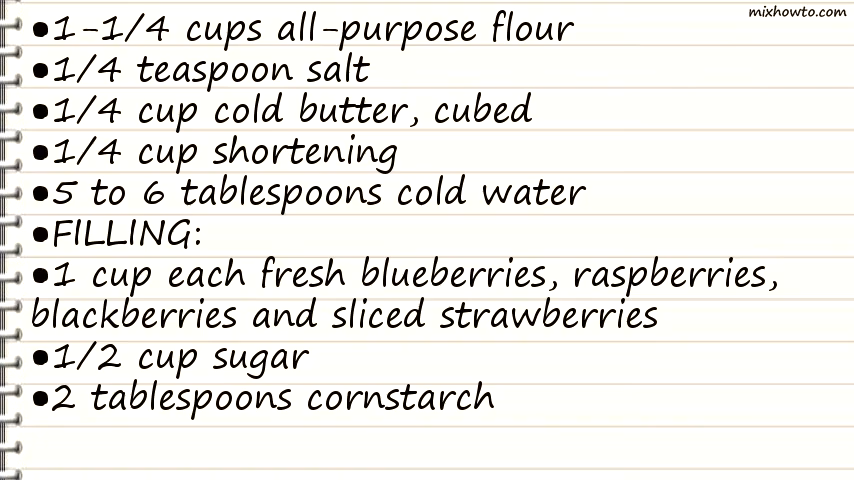 mixhowto.com
•1-1/4 cups all-purpose flour
•1/4 teaspoon salt
•1/4 cup cold butter, cubed
•1/4 cup shortening
•5 to 6 tablespoons cold water
•FILLING:
•1 cup each fresh blueberries, raspberries,
blackberries and sliced strawberries
•1/2 cup sugar
•2 tablespoons cornstarch